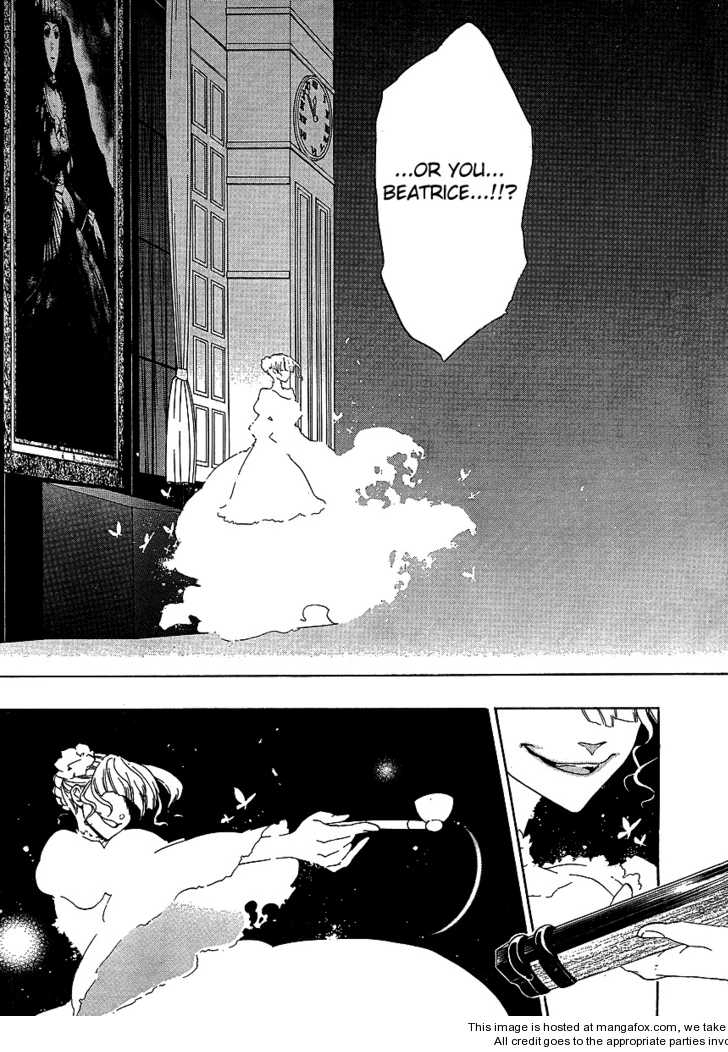 ...OR YOU...
BEATRICE...!!?
This image is hosted at mangafox.com, we take
All credit goes to the appropriate parties inv